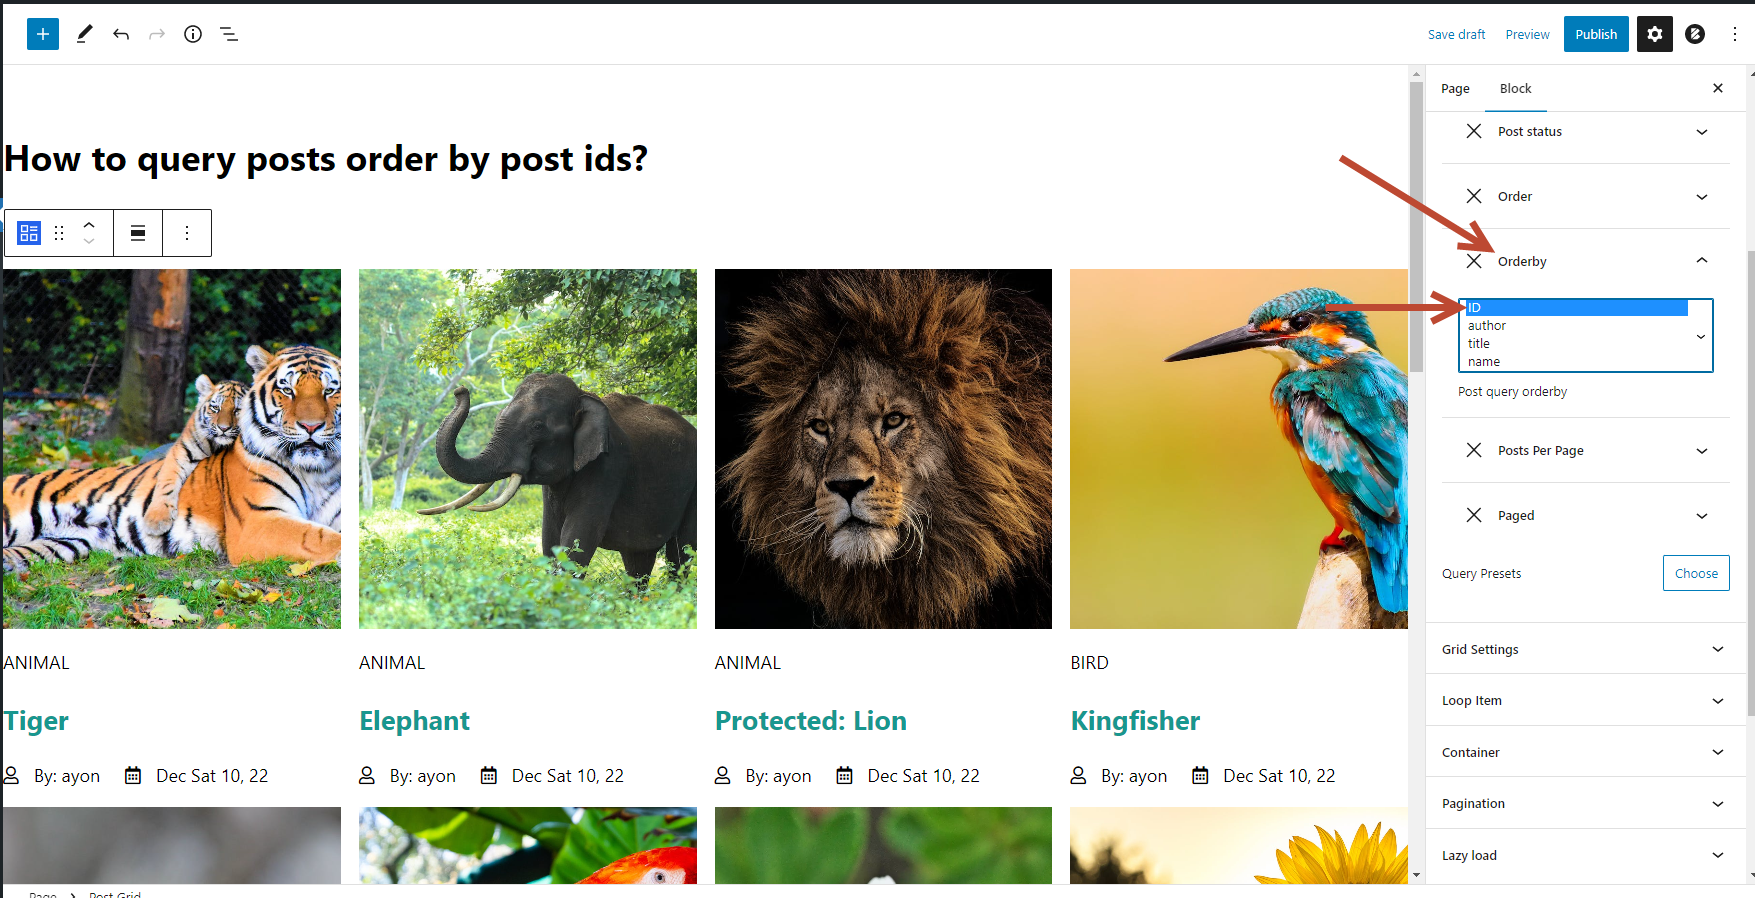 Save draft
Preview
Publish
How to query posts order by post ids?
ANIMAL
ANIMAL
ANIMAL
BIRD
Tiger
Elephant
Protected: Lion
Kingfisher
By: ayon
Dec Sat 10, 22
By: ayon
Dec Sat 10, 22
By: ayon
Dec Sat 10, 22
By: ayon
Dec Sat 10, 22
Page
Block
Post status
Order
Orderby
ID
author
title
name
Post query orderby
Posts Per Page
Paged
Query Presets
Choose
Grid Settings
Loop Item
Container
Pagination
Lazy load
Page
Post Grid